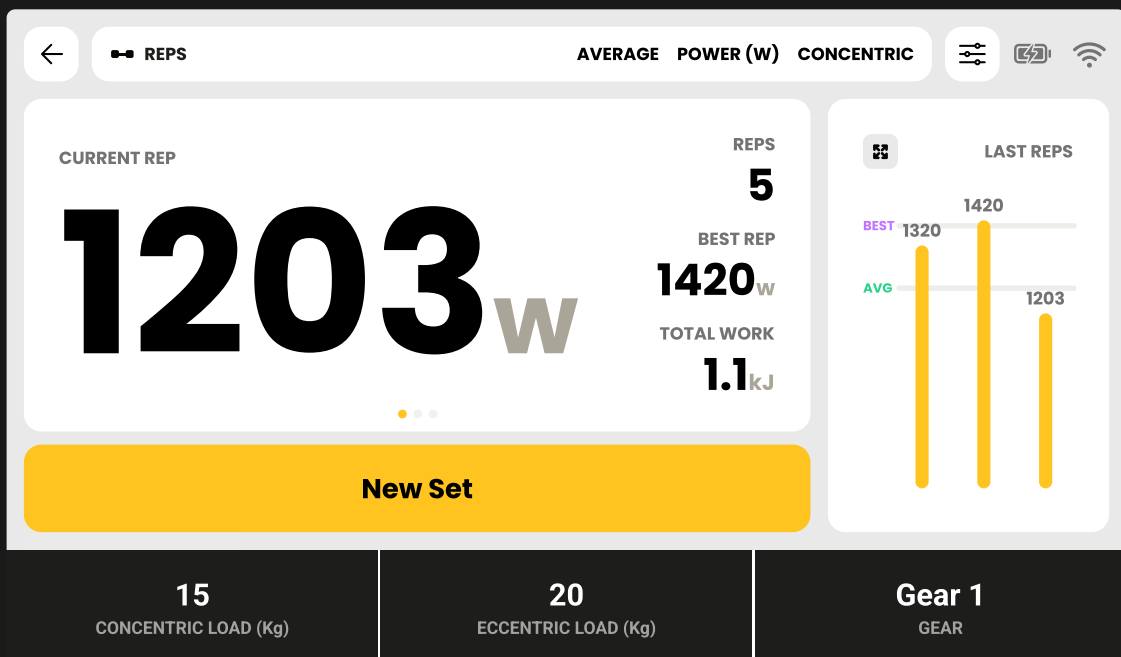 REPS AVERAGE POWER (W) CONCENTRIC
CURRENT REP
1203W
REPS
5
BEST REP
1420W
TOTAL WORK
1.1kJ
New Set
LAST REPS
1420
BEST 1320
AVG
1203
15
CONCENTRIC LOAD (Kg)
20
ECCENTRIC LOAD (Kg)
Gear 1
GEAR